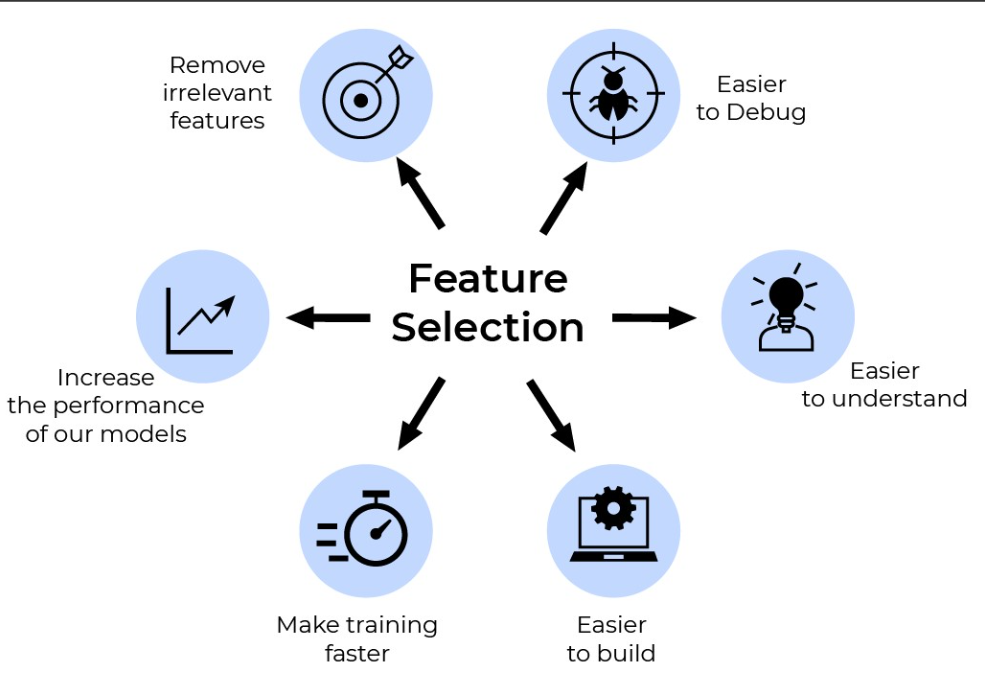 Remove
irrelevant
features
Easier
to Debug
Feature
Selection
Increase
the performance
of our models
Easier
to understand
Make training
faster
Easier
to build